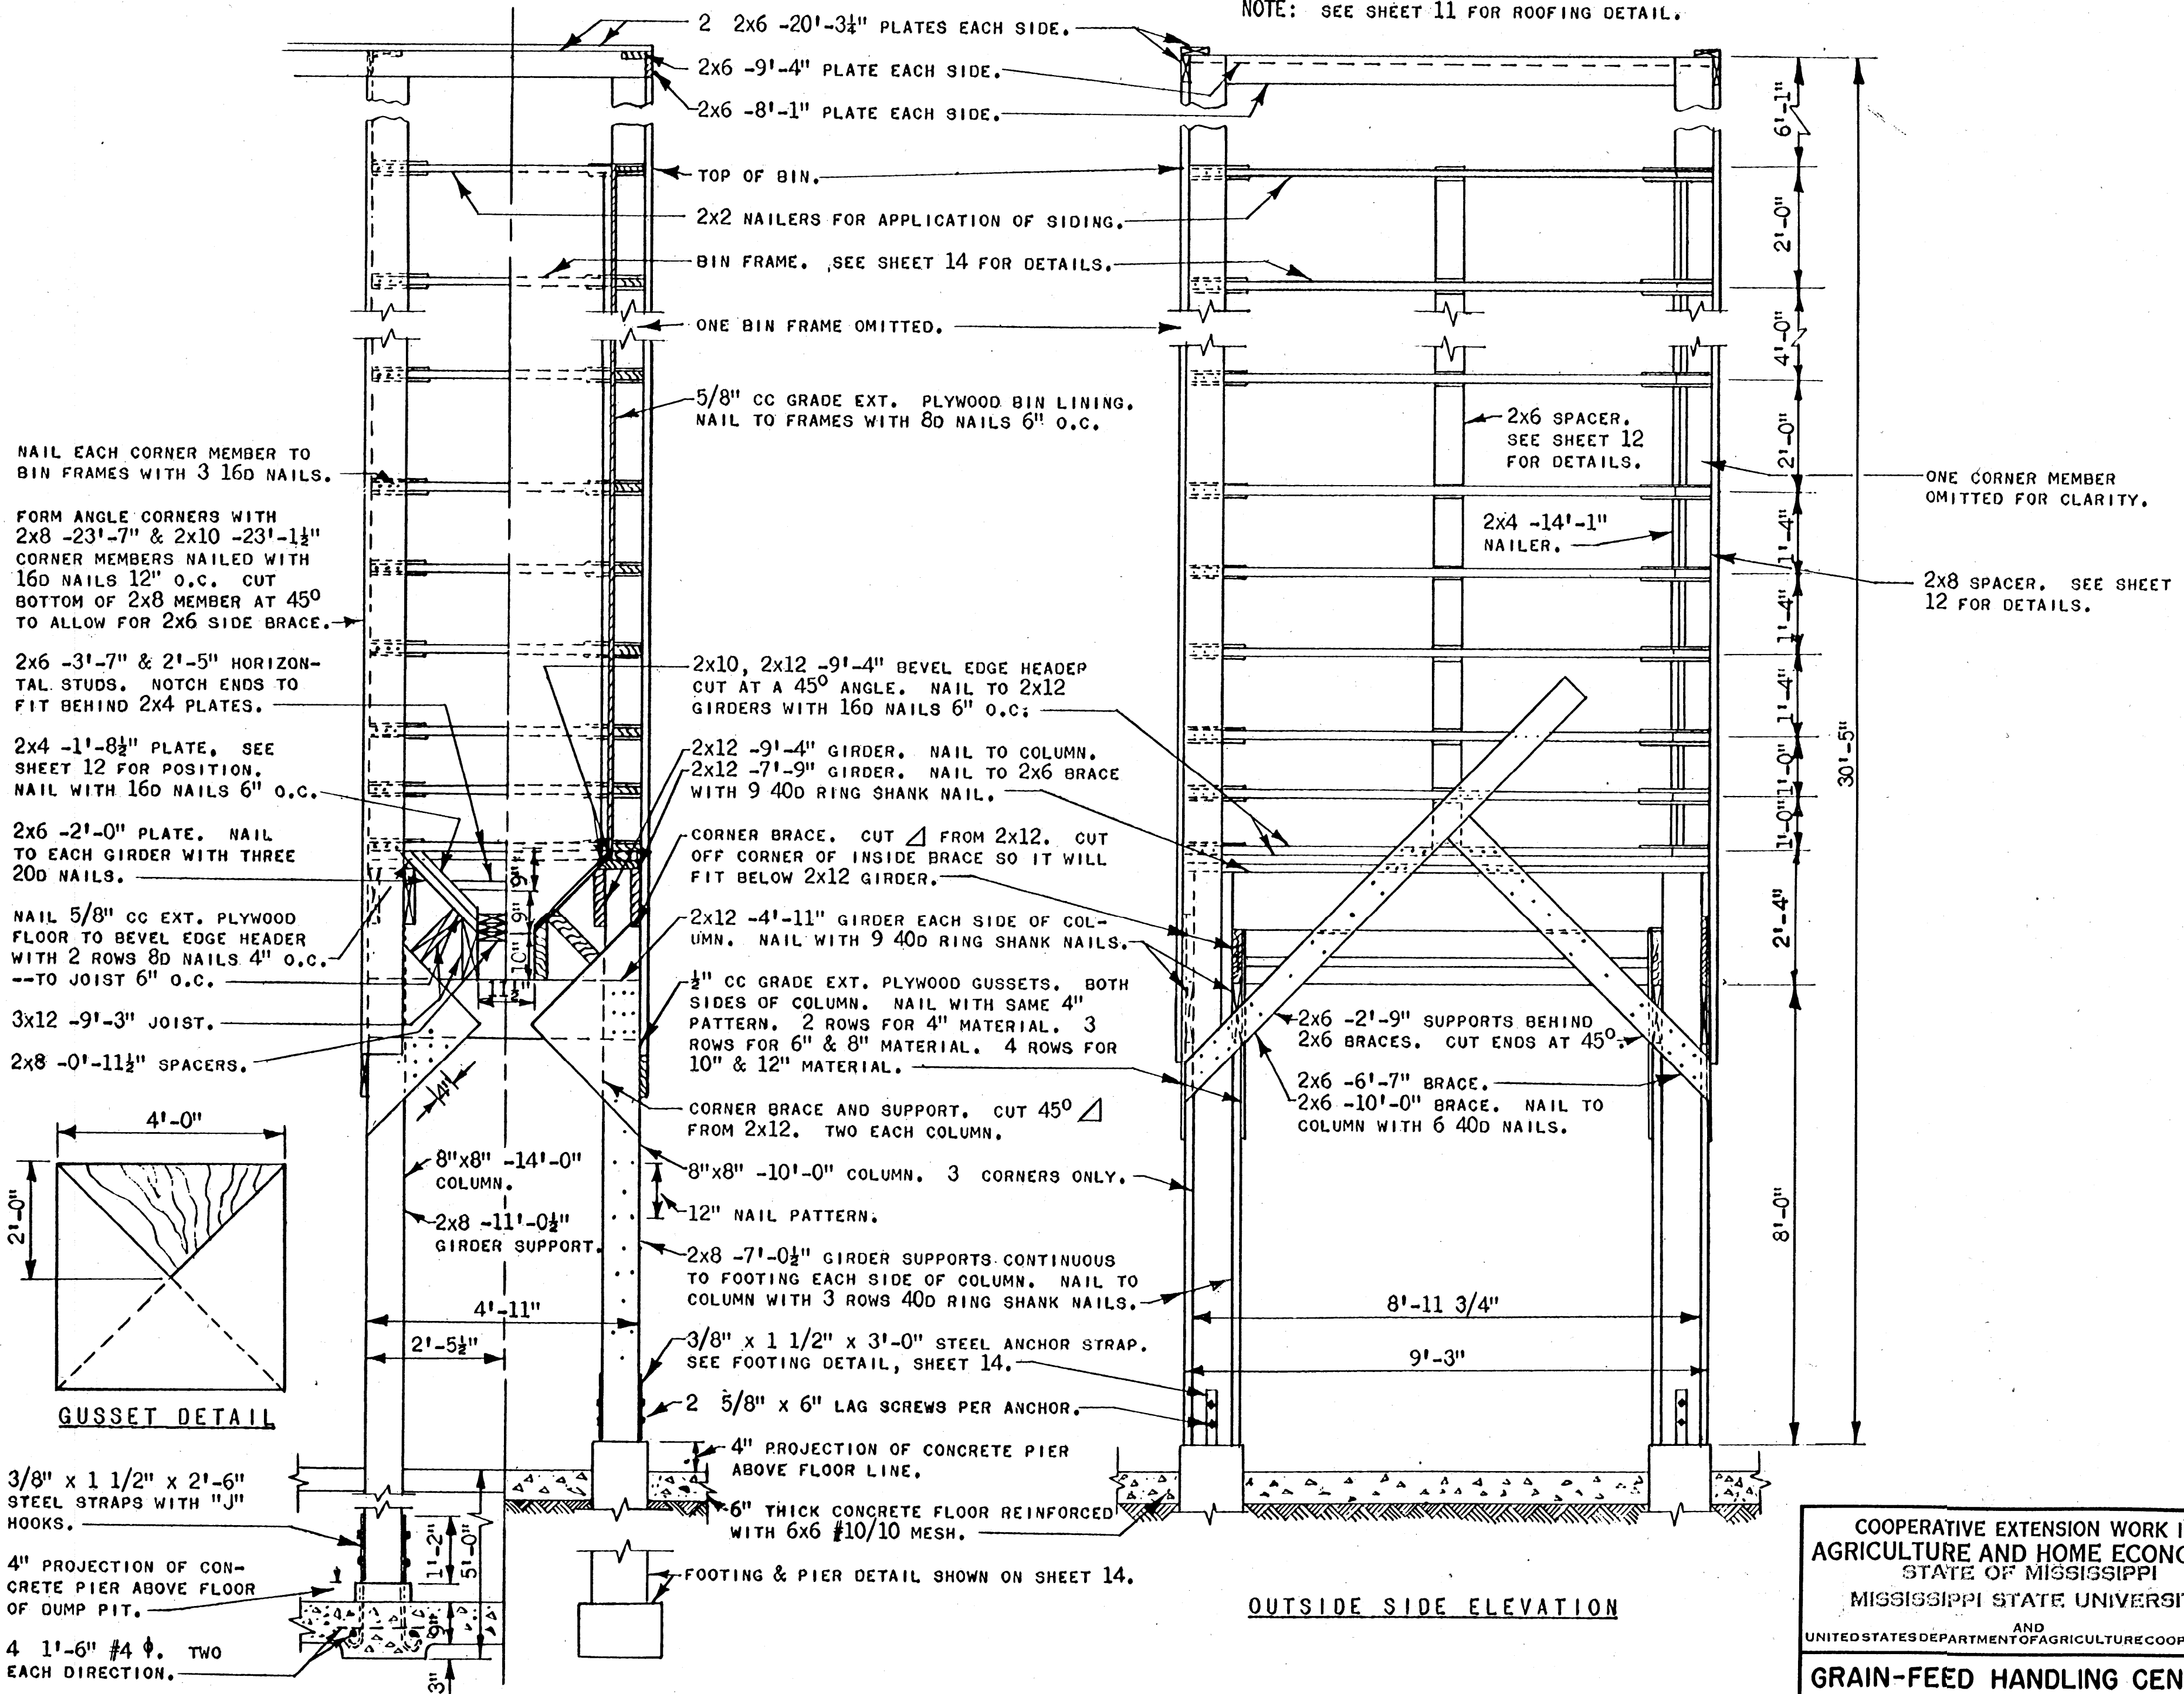 NOTE: SEE SHEET 11 FOR ROOFING DETAIL.
2 2x6 -20'-3¼" PLATES EACH SIDE.
2x6 -9'-4" PLATE EACH SIDE.
2x6 -8'-1" PLATE EACH SIDE.
TOP OF BIN.
2x2 NAILERS FOR APPLICATION OF SIDING.
BIN FRAME. SEE SHEET 14 FOR DETAILS.
ONE BIN FRAME OMITTED.
5/8" CC GRADE EXT. PLYWOOD BIN LINING.
NAIL TO FRAMES WITH 8D NAILS 6" O.C.
NAIL EACH CORNER MEMBER TO
BIN FRAMES WITH 3 16D NAILS.
FORM ANGLE CORNERS WITH
2x8 -23'-7" & 2x10 -23'-1½"
CORNER MEMBERS NAILED WITH
16D NAILS 12" O.C. CUT
BOTTOM OF 2x8 MEMBER AT 45º
TO ALLOW FOR 2x6 SIDE BRACE.
2x6 -3'-7" & 2'-5" HORIZON-
TAL STUDS. NOTCH ENDS TO
FIT BEHIND 2x4 PLATES.
2x4 -1'-8½" PLATE. SEE
SHEET 12 FOR POSITION.
NAIL WITH 16D NAILS 6" O.C.
2x6 -2'-0" PLATE. NAIL
TO EACH GIRDER WITH THREE
20D NAILS.
NAIL 5/8" CC EXT. PLYWOOD
FLOOR TO BEVEL EDGE HEADER
WITH 2 ROWS 8D NAILS 4" O.C.
--TO JOIST 6" O.C.
3x12 -9'-3" JOIST.
2x8 -0'-11½" SPACERS.
4'-0"
2'-0"
GUSSET DETAIL
3/8" x 1 1/2" x 2'-6"
STEEL STRAPS WITH "J"
HOOKS.
4" PROJECTION OF CON-
CRETE PIER ABOVE FLOOR
OF DUMP PIT.
4 1'-6" #4 ϕ. TWO
EACH DIRECTION.
9"
9"
10"
11½"
4"
8"x8" -14'-0"
COLUMN.
2x8 -11'-0½"
GIRDER SUPPORT.
4'-11"
2'-5½"
1'-2"
5'-0"
9"
3"
2x10, 2x12 -9'-4" BEVEL EDGE HEADER
CUT AT A 45º ANGLE. NAIL TO 2x12
GIRDERS WITH 16D NAILS 6" O.C.
2x12 -9'-4" GIRDER. NAIL TO COLUMN.
2x12 -7'-9" GIRDER. NAIL TO 2x6 BRACE
WITH 9 40D RING SHANK NAIL.
CORNER BRACE. CUT ⊿ FROM 2x12. CUT
OFF CORNER OF INSIDE BRACE SO IT WILL
FIT BELOW 2x12 GIRDER.
2x12 -4'-11" GIRDER EACH SIDE OF COL-
UMN. NAIL WITH 9 40D RING SHANK NAILS.
½" CC GRADE EXT. PLYWOOD GUSSETS. BOTH
SIDES OF COLUMN. NAIL WITH SAME 4"
PATTERN. 2 ROWS FOR 4" MATERIAL. 3
ROWS FOR 6" & 8" MATERIAL. 4 ROWS FOR
10" & 12" MATERIAL.
CORNER BRACE AND SUPPORT. CUT 45º ⊿
FROM 2x12. TWO EACH COLUMN.
8"x8" -10'-0" COLUMN. 3 CORNERS ONLY.
12" NAIL PATTERN.
2x8 -7'-0½" GIRDER SUPPORTS CONTINUOUS
TO FOOTING EACH SIDE OF COLUMN. NAIL TO
COLUMN WITH 3 ROWS 40D RING SHANK NAILS.
3/8" x 1 1/2" x 3'-0" STEEL ANCHOR STRAP.
SEE FOOTING DETAIL, SHEET 14.
2 5/8" x 6" LAG SCREWS PER ANCHOR.
4" PROJECTION OF CONCRETE PIER
ABOVE FLOOR LINE.
6" THICK CONCRETE FLOOR REINFORCED
WITH 6x6 #10/10 MESH.
FOOTING & PIER DETAIL SHOWN ON SHEET 14.
2x6 SPACER.
SEE SHEET 12
FOR DETAILS.
2x4 -14'-1"
NAILER.
ONE CORNER MEMBER
OMITTED FOR CLARITY.
2x8 SPACER. SEE SHEET
12 FOR DETAILS.
2x6 -2'-9" SUPPORTS BEHIND
2x6 BRACES. CUT ENDS AT 45º.
2x6 -6'-7" BRACE.
2x6 -10'-0" BRACE. NAIL TO
COLUMN WITH 6 40D NAILS.
8'-11 3/4"
9'-3"
6'-1"
2'-0"
4'-0"
2'-0"
1'-4"
1'-4"
1'-4"
1'-0"
1'-0"
2'-4"
8'-0"
30'-5"
OUTSIDE SIDE ELEVATION
COOPERATIVE EXTENSION WORK I
AGRICULTURE AND HOME ECONO
STATE OF MISSISSIPPI
MISSISSIPPI STATE UNIVERSIT
AND
UNITED STATES DEPARTMENT OF AGRICULTURE COOP
GRAIN-FEED HANDLING CEN